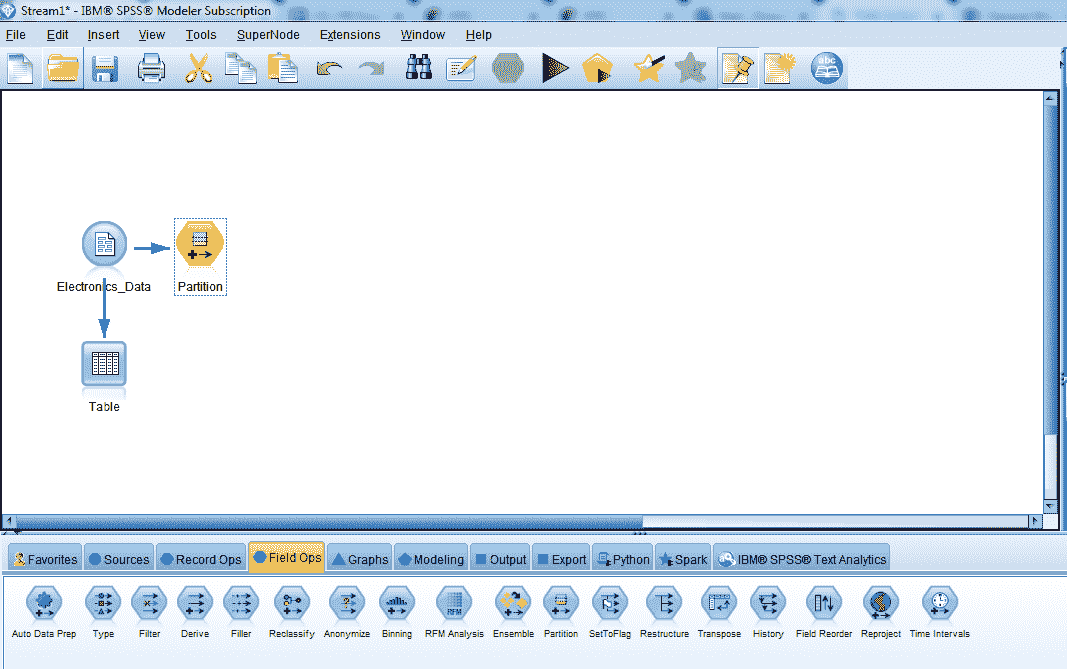 Stream1* - IBM® SPSS® Modeler Subscription
File Edit Insert View Tools SuperNode Extensions Window Help
abc
Electronics_Data
Partition
Table
Favorites Sources Record Ops Field Ops Graphs Modeling Output Export Python Spark IBM® SPSS® Text Analytics
RFM
Auto Data Prep Type Filter Derive Filler Reclassify Anonymize Binning RFM Analysis Ensemble Partition SetToFlag Restructure Transpose History Field Reorder Reproject Time Intervals